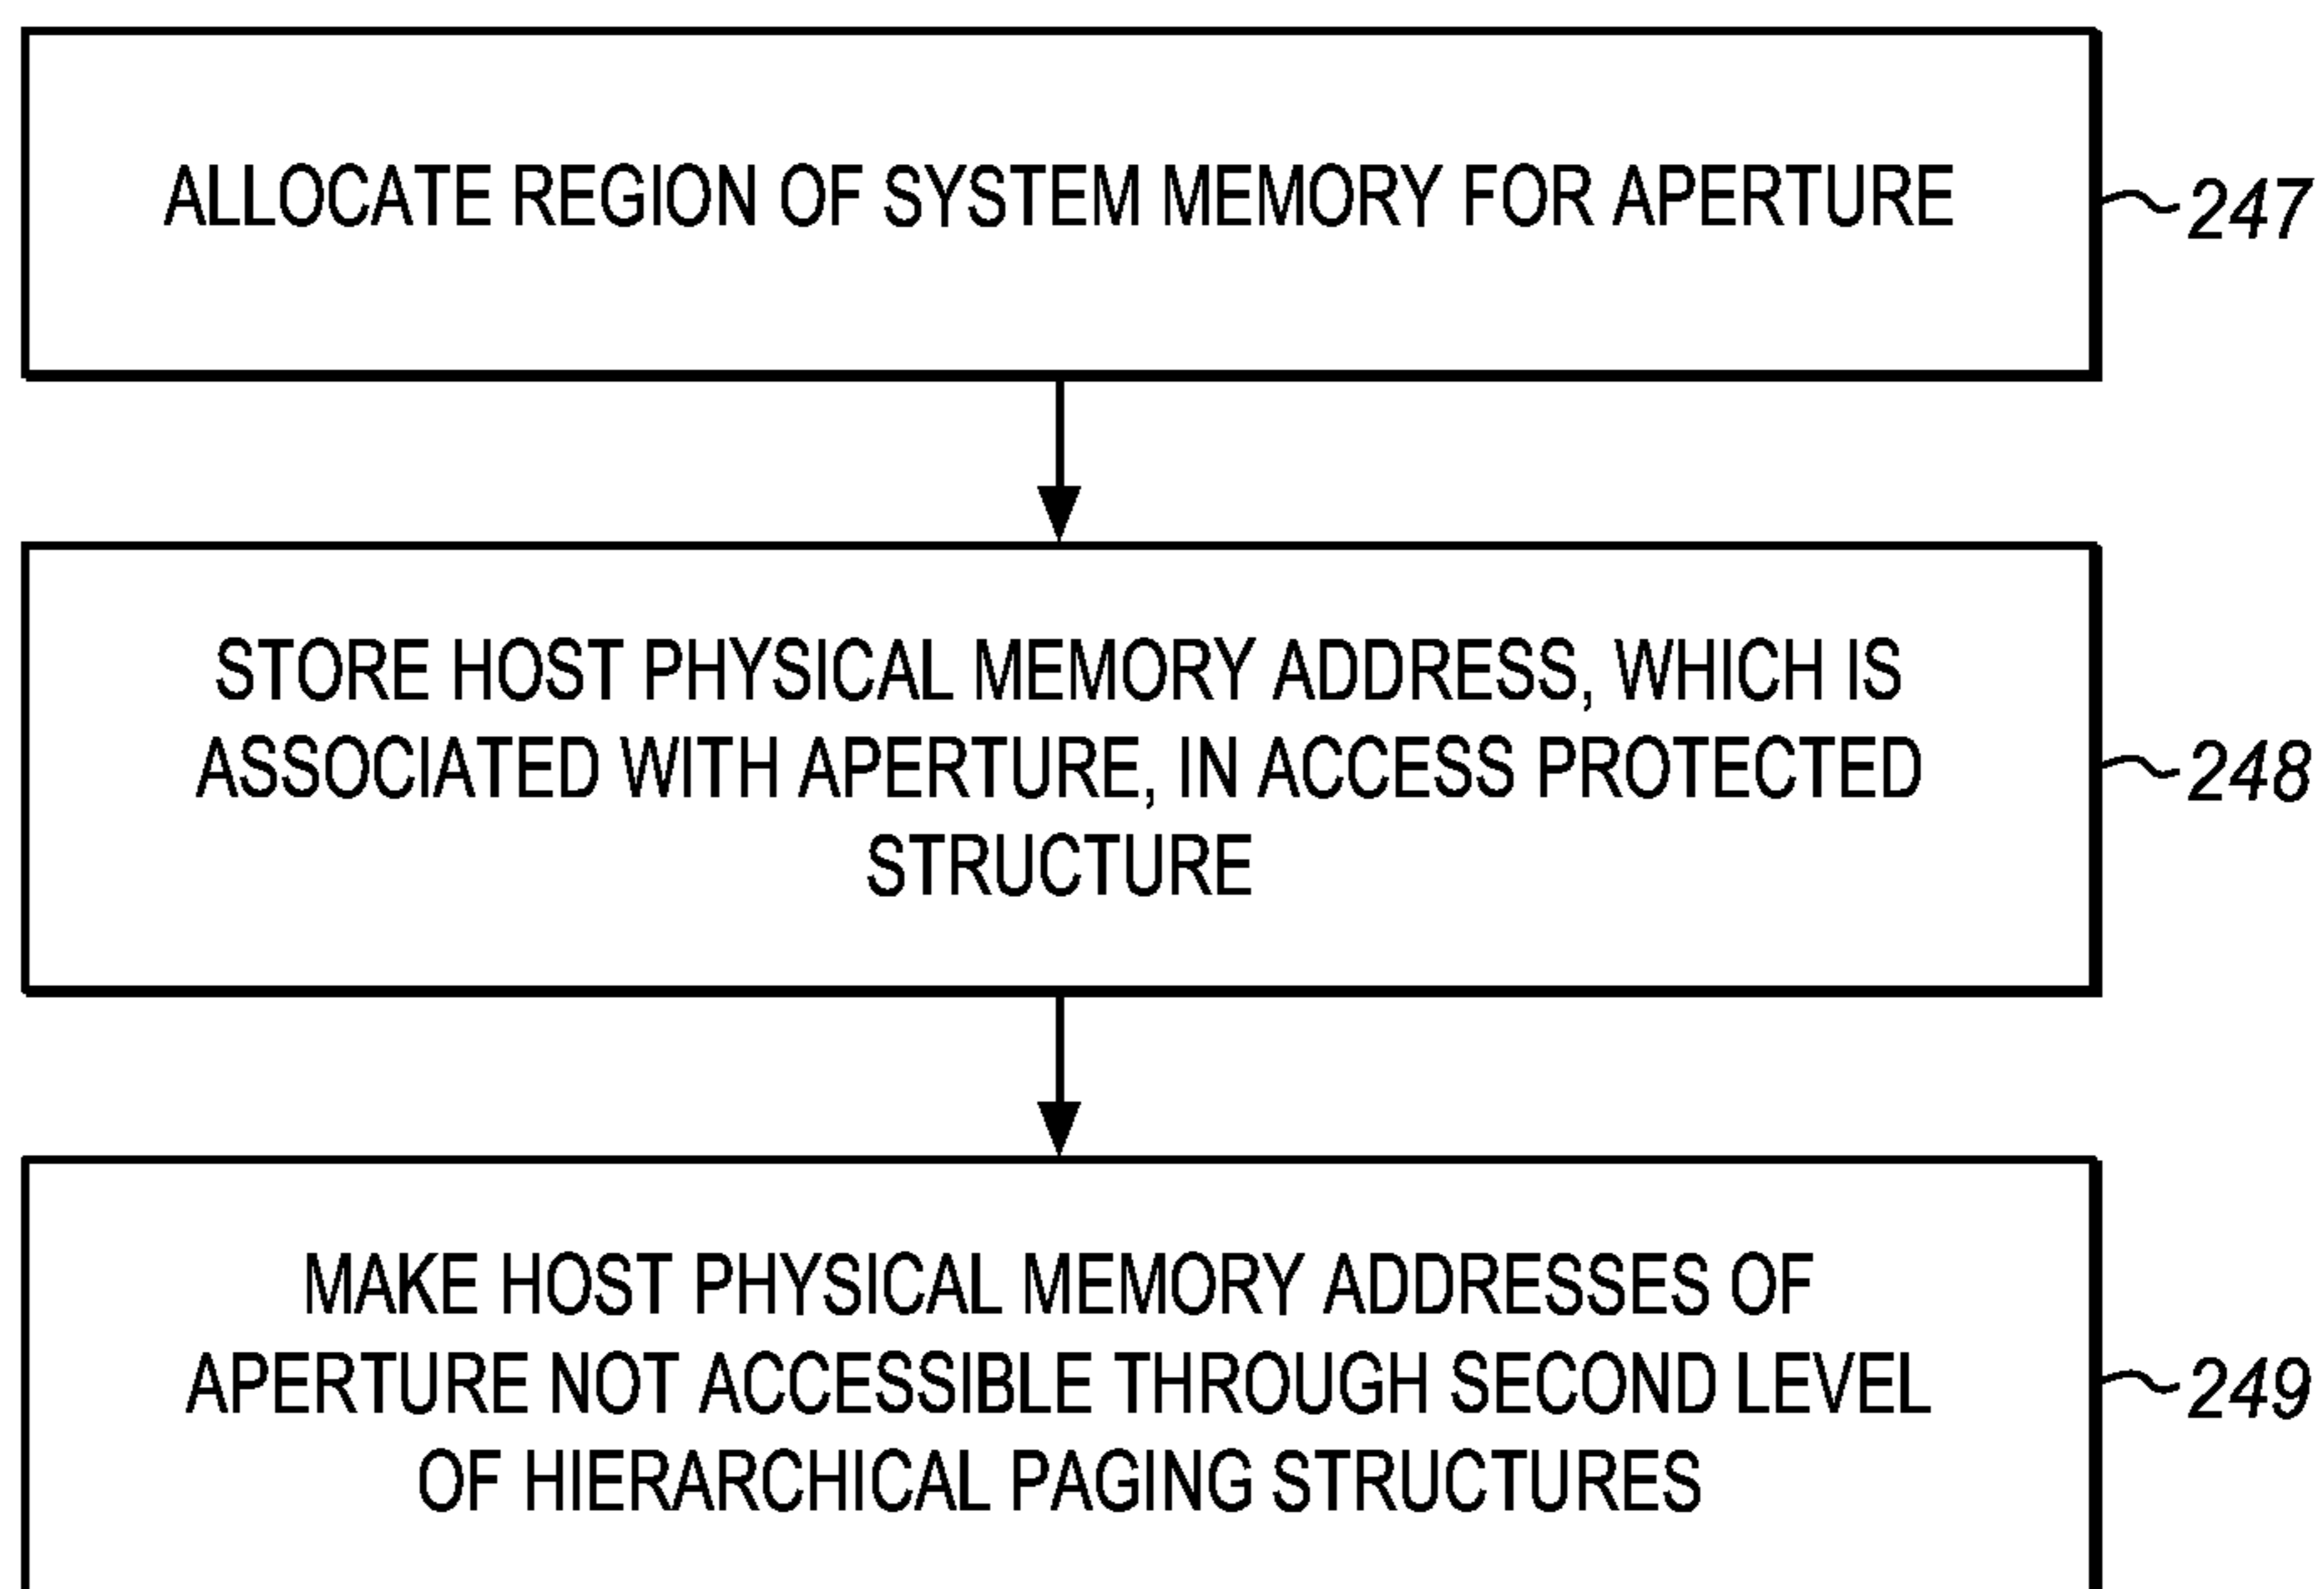 ALLOCATE REGION OF SYSTEM MEMORY FOR APERTURE
247
STORE HOST PHYSICAL MEMORY ADDRESS, WHICH IS
ASSOCIATED WITH APERTURE, IN ACCESS PROTECTED
STRUCTURE
248
MAKE HOST PHYSICAL MEMORY ADDRESSES OF
APERTURE NOT ACCESSIBLE THROUGH SECOND LEVEL
OF HIERARCHICAL PAGING STRUCTURES
249